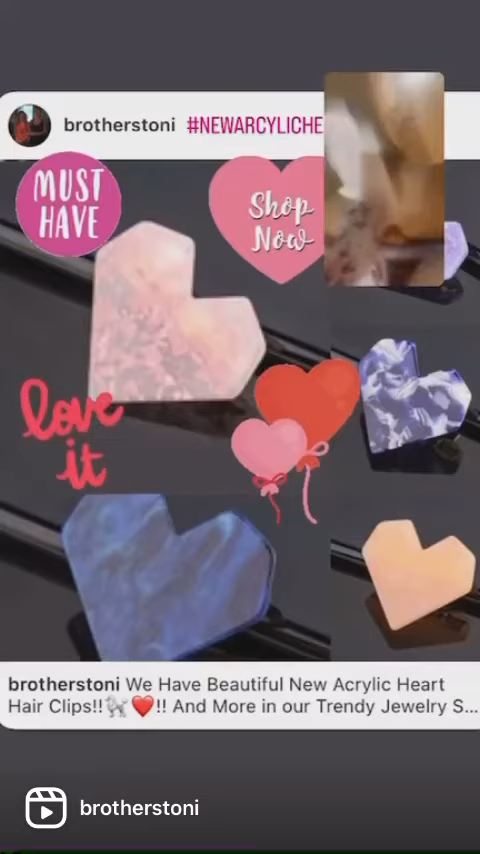 brotherstoni #NEWARCYLICHE
MUST
HAVE
Shop
Now
love
it
brotherstoni We Have Beautiful New Acrylic Heart
Hair Clips!!🐩❤️!! And More in our Trendy Jewelry S...
brotherstoni